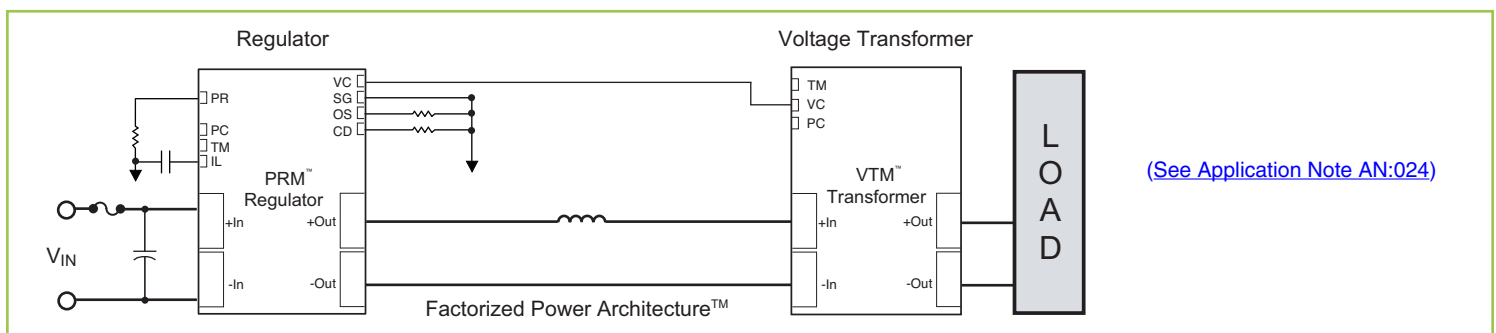 Regulator
Voltage Transformer
VC
SG
OS
CD
PR
PC
TM
IL
PRM™
Regulator
+In
+Out
-In
-Out
VIN
Factorized Power Architecture™
TM
VC
PC
VTM™
Transformer
+In
+Out
-In
-Out
LOAD
(See Application Note AN:024)